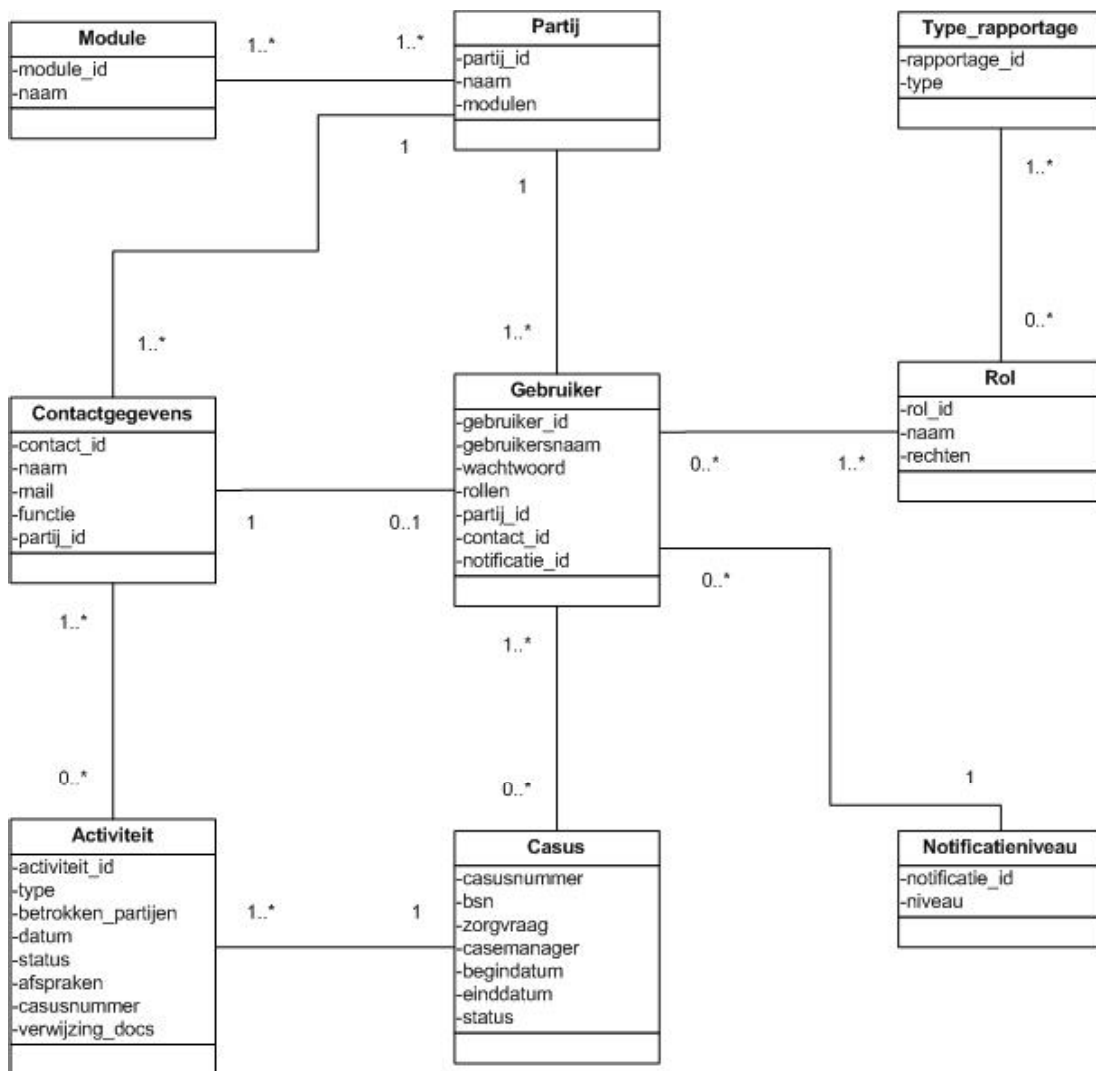 Module
-module_id
-naam
1..*
1..*
Partij
-partij_id
-naam
-modulen
Type_rapportage
-rapportage_id
-type
1
1
1..*
1..*
1..*
0..*
Contactgegevens
-contact_id
-naam
-mail
-functie
-partij_id
Gebruiker
-gebruiker_id
-gebruikersnaam
-wachtwoord
-rollen
-partij_id
-contact_id
-notificatie_id
Rol
-rol_id
-naam
-rechten
0..*
1..*
1
0..1
0..*
1..*
1..*
0..*
0..*
1
Activiteit
-activiteit_id
-type
-betrokken_partijen
-datum
-status
-afspraken
-casusnummer
-verwijzing_docs
1..*
1
Casus
-casusnummer
-bsn
-zorgvraag
-casemanager
-begindatum
-einddatum
-status
Notificatieniveau
-notificatie_id
-niveau